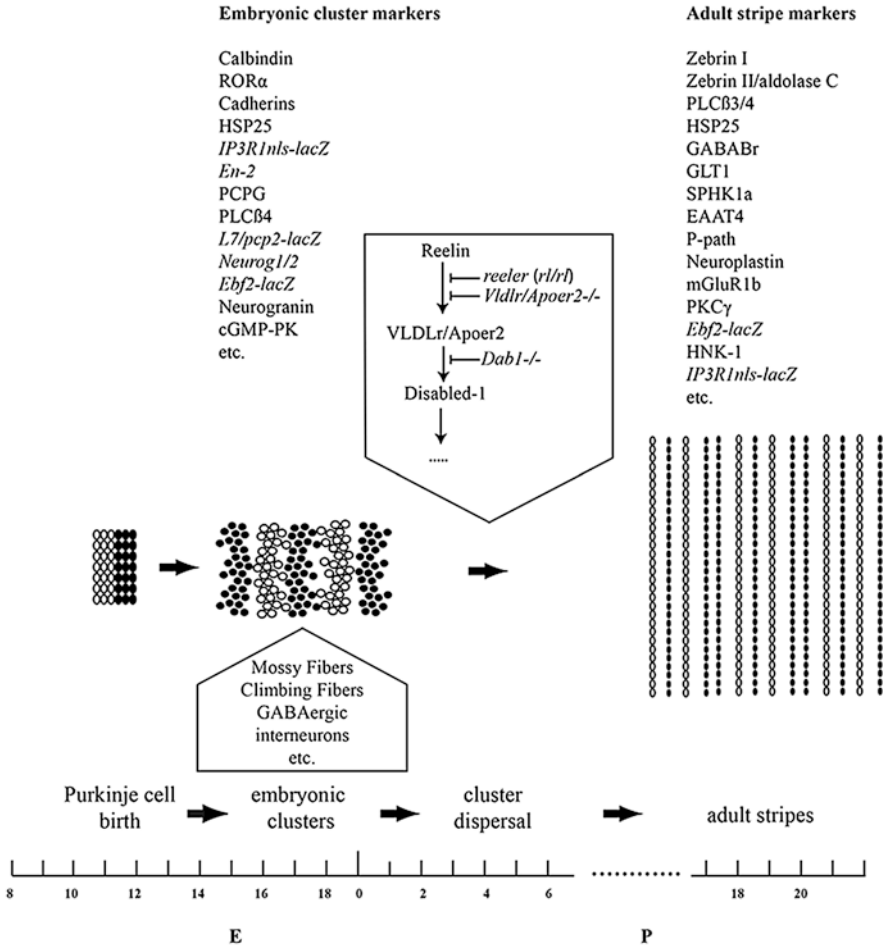 Embryonic cluster markers
Calbindin
RORα
Cadherins
HSP25
IP3R1nls-lacZ
En-2
PCPG
PLCß4
L7/pcp2-lacZ
Neurog1/2
Ebf2-lacZ
Neurogranin
cGMP-PK
etc.
Adult stripe markers
Zebrin I
Zebrin II/aldolase C
PLCß3/4
HSP25
GABABr
GLT1
SPHK1a
EAAT4
P-path
Neuroplastin
mGluR1b
PKCγ
Ebf2-lacZ
HNK-1
IP3R1nls-lacZ
etc.
Reelin
reeler (rl/rl)
Vldlr/Apoer2-/-
VLDLr/Apoer2
Dab1-/-
Disabled-1
.....
Mossy Fibers
Climbing Fibers
GABAergic
interneurons
etc.
Purkinje cell
birth
embryonic
clusters
cluster
dispersal
adult stripes
8 10 12 14 16 18 0 2 4 6 18 20
E P